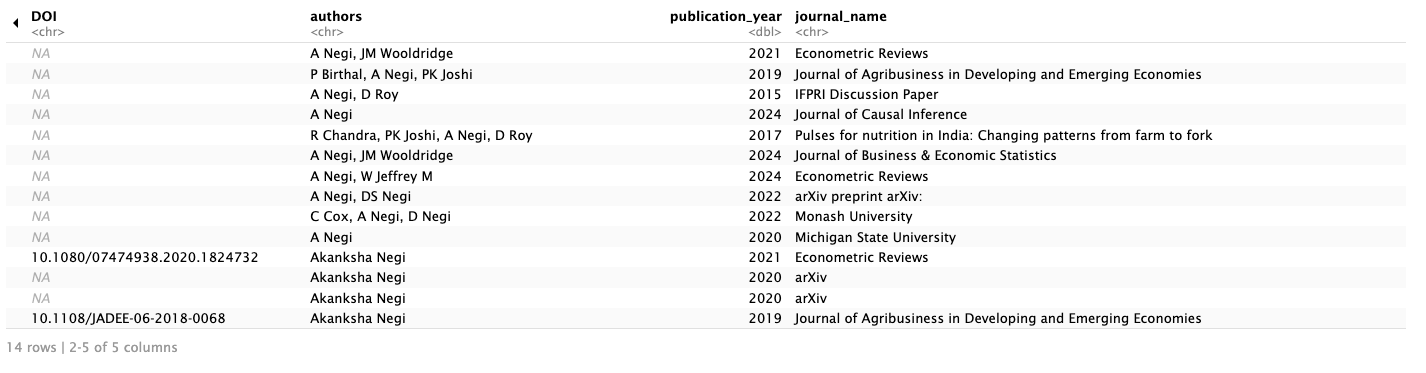 DOI authors publication_year journal_name
<chr> <chr> <dbl> <chr>
NA A Negi, JM Wooldridge 2021 Econometric Reviews
NA P Birthal, A Negi, PK Joshi 2019 Journal of Agribusiness in Developing and Emerging Economies
NA A Negi, D Roy 2015 IFPRI Discussion Paper
NA A Negi 2024 Journal of Causal Inference
NA R Chandra, PK Joshi, A Negi, D Roy 2017 Pulses for nutrition in India: Changing patterns from farm to fork
NA A Negi, JM Wooldridge 2024 Journal of Business & Economic Statistics
NA A Negi, W Jeffrey M 2024 Econometric Reviews
NA A Negi, DS Negi 2022 arXiv preprint arXiv:
NA C Cox, A Negi, D Negi 2022 Monash University
NA A Negi 2020 Michigan State University
10.1080/07474938.2020.1824732 Akanksha Negi 2021 Econometric Reviews
NA Akanksha Negi 2020 arXiv
NA Akanksha Negi 2020 arXiv
10.1108/JADEE-06-2018-0068 Akanksha Negi 2019 Journal of Agribusiness in Developing and Emerging Economies
14 rows | 2-5 of 5 columns